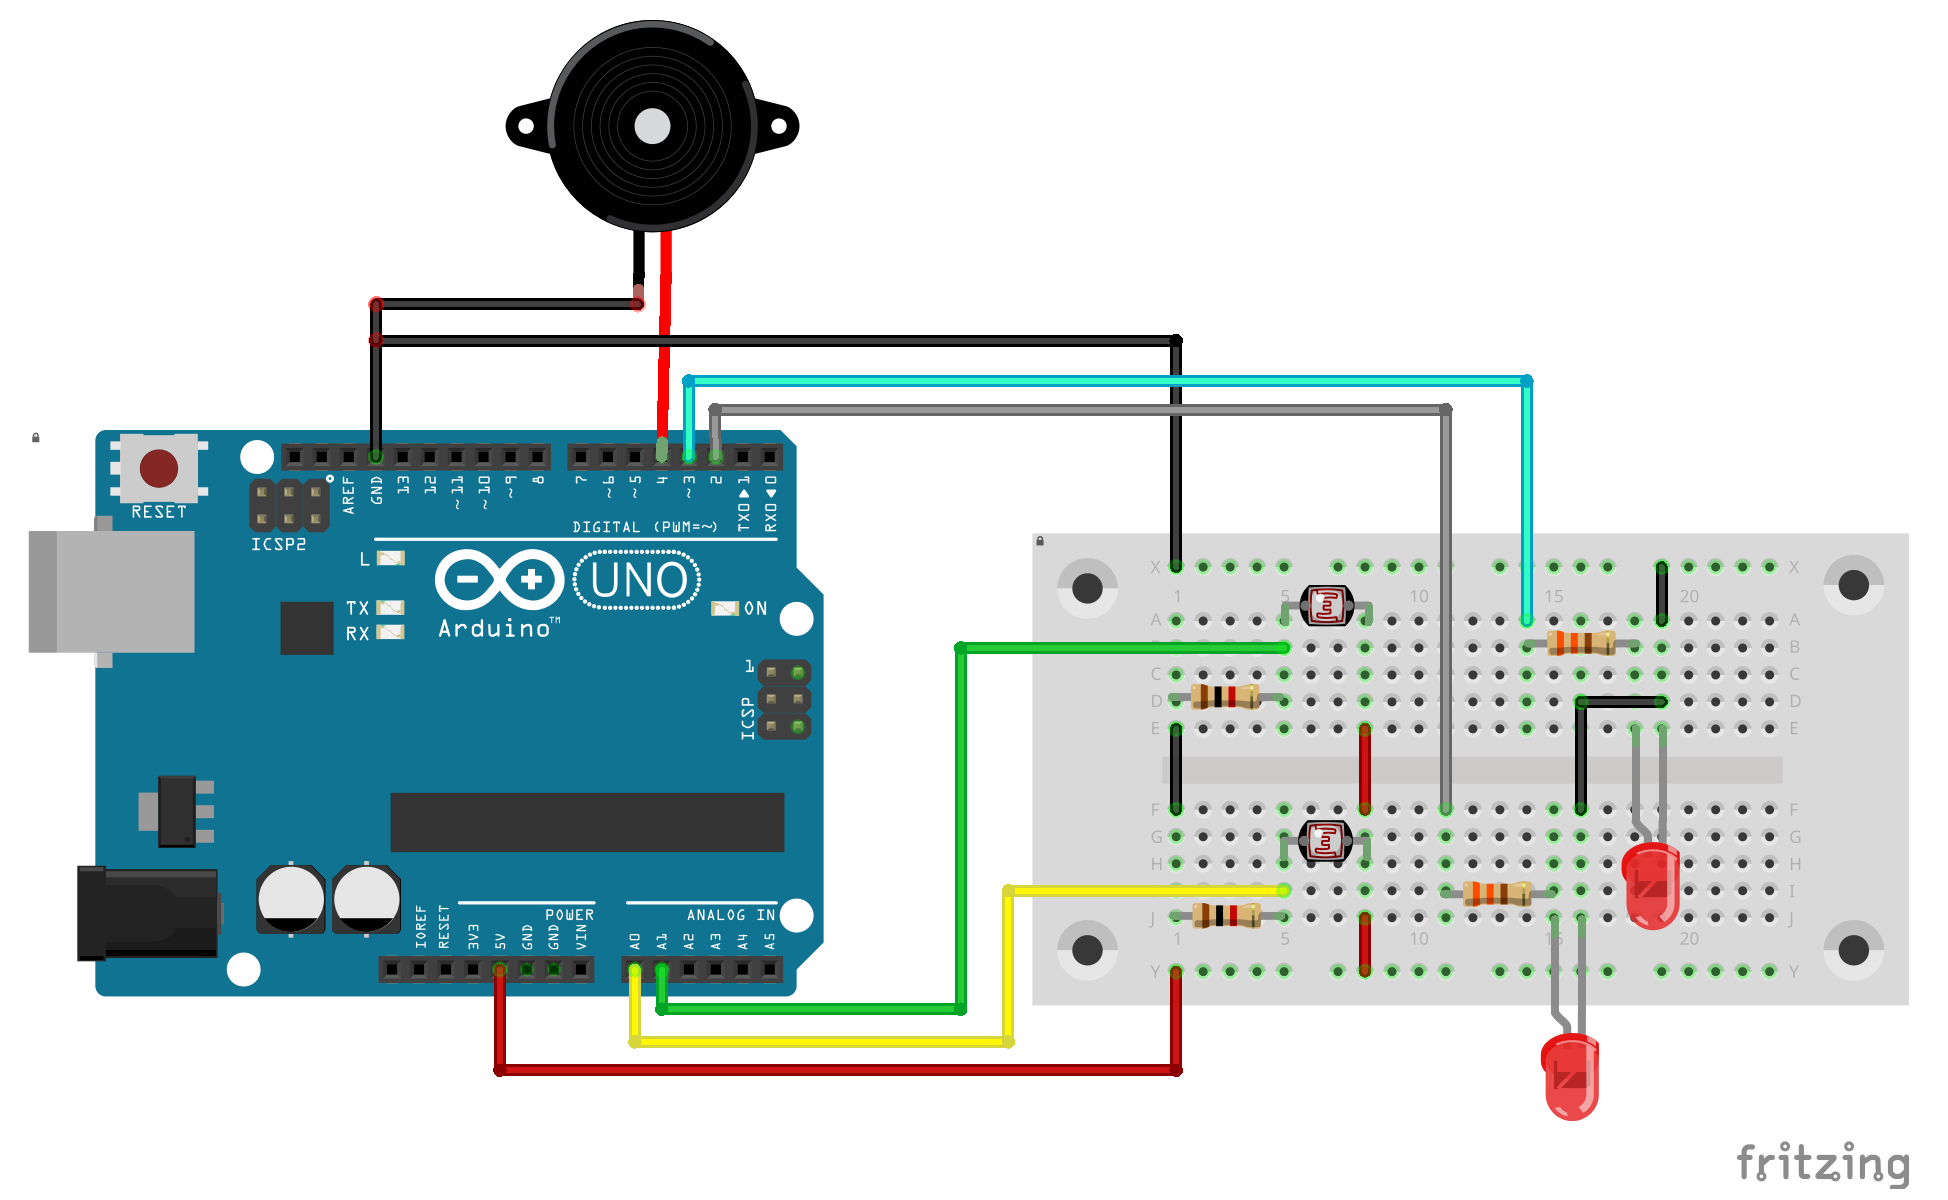 RESET
ICSP2
AREF
GND
13
12
~11
~10
~9
8
7
~6
~5
4
~3
2
TX0▶1
RX0◀0
DIGITAL (PWM=~)
L
TX
RX
UNO
Arduino™
ON
1
ICSP
IOREF
RESET
3V3
5V
GND
GND
VIN
POWER
ANALOG IN
A0
A1
A2
A3
A4
A5
X X
1 5 10 15 20
A A
B
C C
D D
E E
F F
G G
H H
I
J J
1 5 10 15 20
Y Y
fritzing